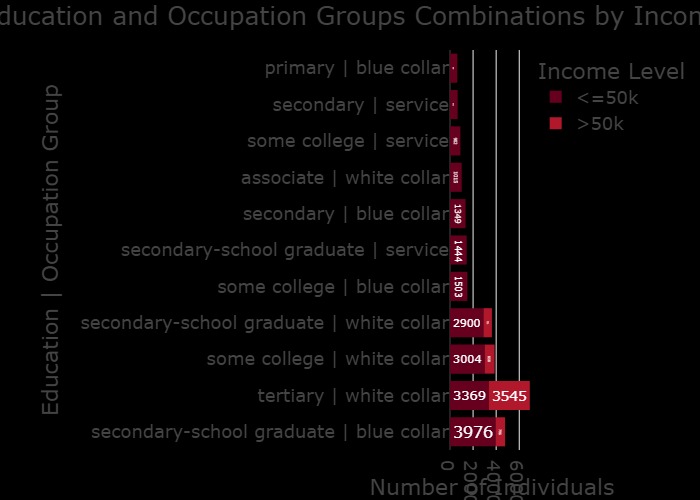 ducation and Occupation Groups Combinations by Incom
Income Level
<=50k
>50k
Education | Occupation Group
primary | blue collar
secondary | service
some college | service
associate | white collar 1015
secondary | blue collar 1349
secondary-school graduate | service 1444
some college | blue collar 1503
secondary-school graduate | white collar 2900
some college | white collar 3004
tertiary | white collar 3369 3545
secondary-school graduate | blue collar 3976
0 2000 4000 6000
Number of Individuals